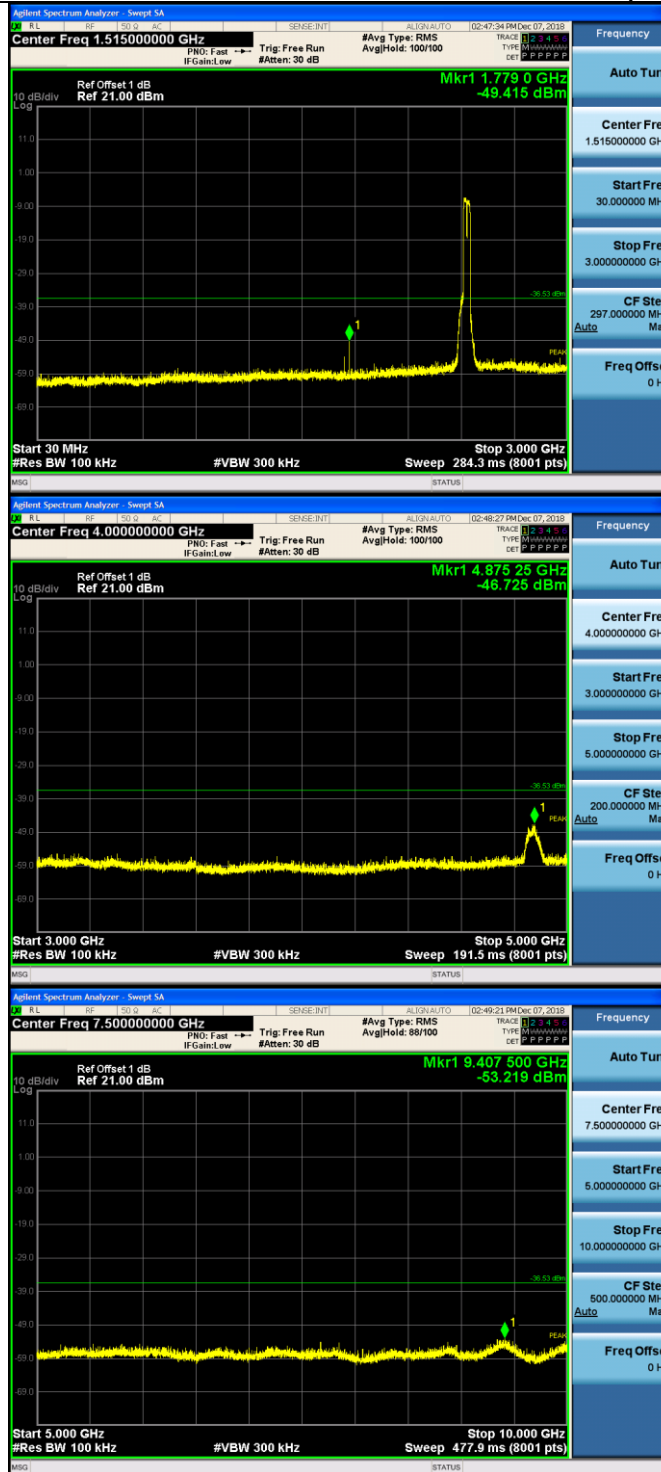 Agilent Spectrum Analyzer - Swept SA
RL RF 50 Ω AC SENSE:INT ALIGNAUTO 02:47:34 PM Dec 07, 2018
Center Freq 1.515000000 GHz #Avg Type: RMS TRACE 1 2 3 4 5 6 Frequency
PNO: Fast Trig: Free Run Avg|Hold: 100/100 TYPE M
IFGain:Low #Atten: 30 dB DET P P P P P P
Auto Tun
Mkr1 1.779 0 GHz
Ref Offset 1 dB
10 dB/div Ref 21.00 dBm -49.415 dBm
Log
Center Fre
1.515000000 GH
11.0
1.00
Start Fre
30.000000 MH
-9.00
-19.0
Stop Fre
3.000000000 GH
-29.0
-36.53 dBm
CF Ste
297.000000 MH
Auto Ma
-39.0
1
-49.0
PEAK
Freq Offse
0 H
-59.0
-69.0
Start 30 MHz Stop 3.000 GHz
#Res BW 100 kHz #VBW 300 kHz Sweep 284.3 ms (8001 pts)
MSG STATUS
Agilent Spectrum Analyzer - Swept SA
RL RF 50 Ω AC SENSE:INT ALIGNAUTO 02:48:27 PM Dec 07, 2018
Center Freq 4.000000000 GHz #Avg Type: RMS TRACE 1 2 3 4 5 6 Frequency
PNO: Fast Trig: Free Run Avg|Hold: 100/100 TYPE M
IFGain:Low #Atten: 30 dB DET P P P P P P
Auto Tun
Mkr1 4.875 25 GHz
Ref Offset 1 dB
10 dB/div Ref 21.00 dBm -46.725 dBm
Log
Center Fre
4.000000000 GH
11.0
1.00
Start Fre
3.000000000 GH
-9.00
-19.0
Stop Fre
5.000000000 GH
-29.0
-36.53 dBm
CF Ste
200.000000 MH
Auto Ma
-39.0
1
PEAK
-49.0
Freq Offse
0 H
-59.0
-69.0
Start 3.000 GHz Stop 5.000 GHz
#Res BW 100 kHz #VBW 300 kHz Sweep 191.5 ms (8001 pts)
MSG STATUS
Agilent Spectrum Analyzer - Swept SA
RL RF 50 Ω AC SENSE:INT ALIGNAUTO 02:49:21 PM Dec 07, 2018
Center Freq 7.500000000 GHz #Avg Type: RMS TRACE 1 2 3 4 5 6 Frequency
PNO: Fast Trig: Free Run Avg|Hold: 88/100 TYPE M
IFGain:Low #Atten: 30 dB DET P P P P P P
Auto Tun
Mkr1 9.407 500 GHz
Ref Offset 1 dB
10 dB/div Ref 21.00 dBm -53.219 dBm
Log
Center Fre
7.500000000 GH
11.0
1.00
Start Fre
5.000000000 GH
-9.00
-19.0
Stop Fre
10.000000000 GH
-29.0
-36.53 dBm
CF Ste
500.000000 MH
Auto Ma
-39.0
-49.0
1
PEAK
Freq Offse
0 H
-59.0
-69.0
Start 5.000 GHz Stop 10.000 GHz
#Res BW 100 kHz #VBW 300 kHz Sweep 477.9 ms (8001 pts)
MSG STATUS